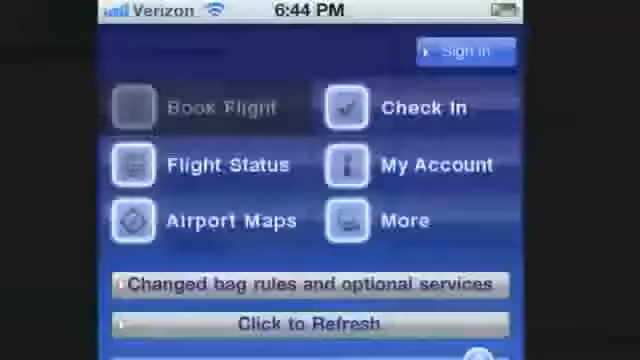 Verizon 6:44 PM
Sign In
Book Flight
Check In
Flight Status
My Account
Airport Maps
More
Changed bag rules and optional services
Click to Refresh